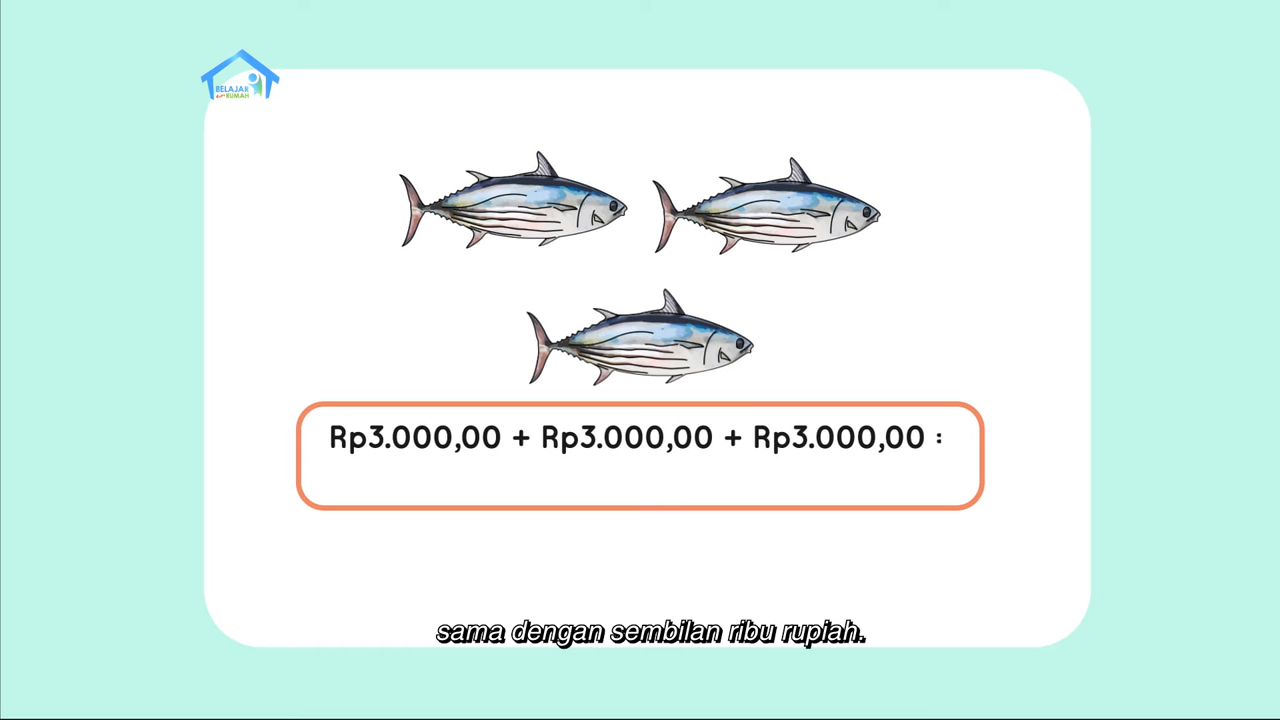 BELAJAR
RUMAH
Rp3.000,00 + Rp3.000,00 + Rp3.000,00 :
sama dengan sembilan ribu rupiah.